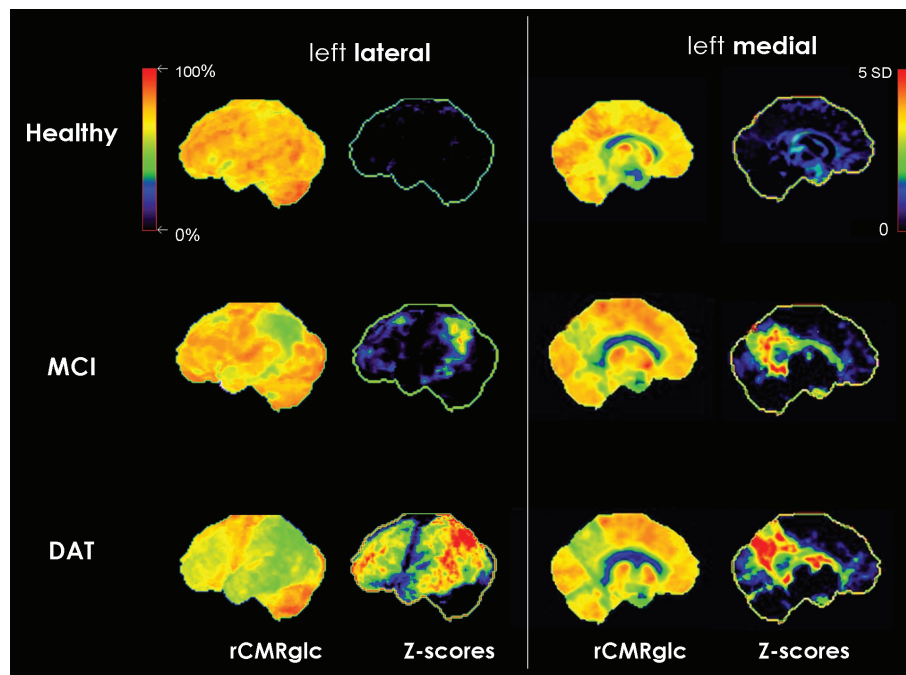 left lateral
left medial
100%
5 SD
Healthy
0%
0
MCI
DAT
rCMRglc
Z-scores
rCMRglc
Z-scores